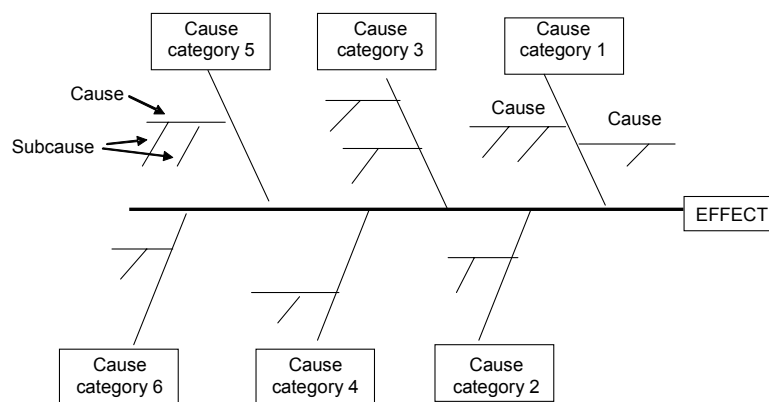 Cause
category 5
Cause
category 3
Cause
category 1
Cause
Cause
Cause
Subcause
EFFECT
Cause
category 6
Cause
category 4
Cause
category 2